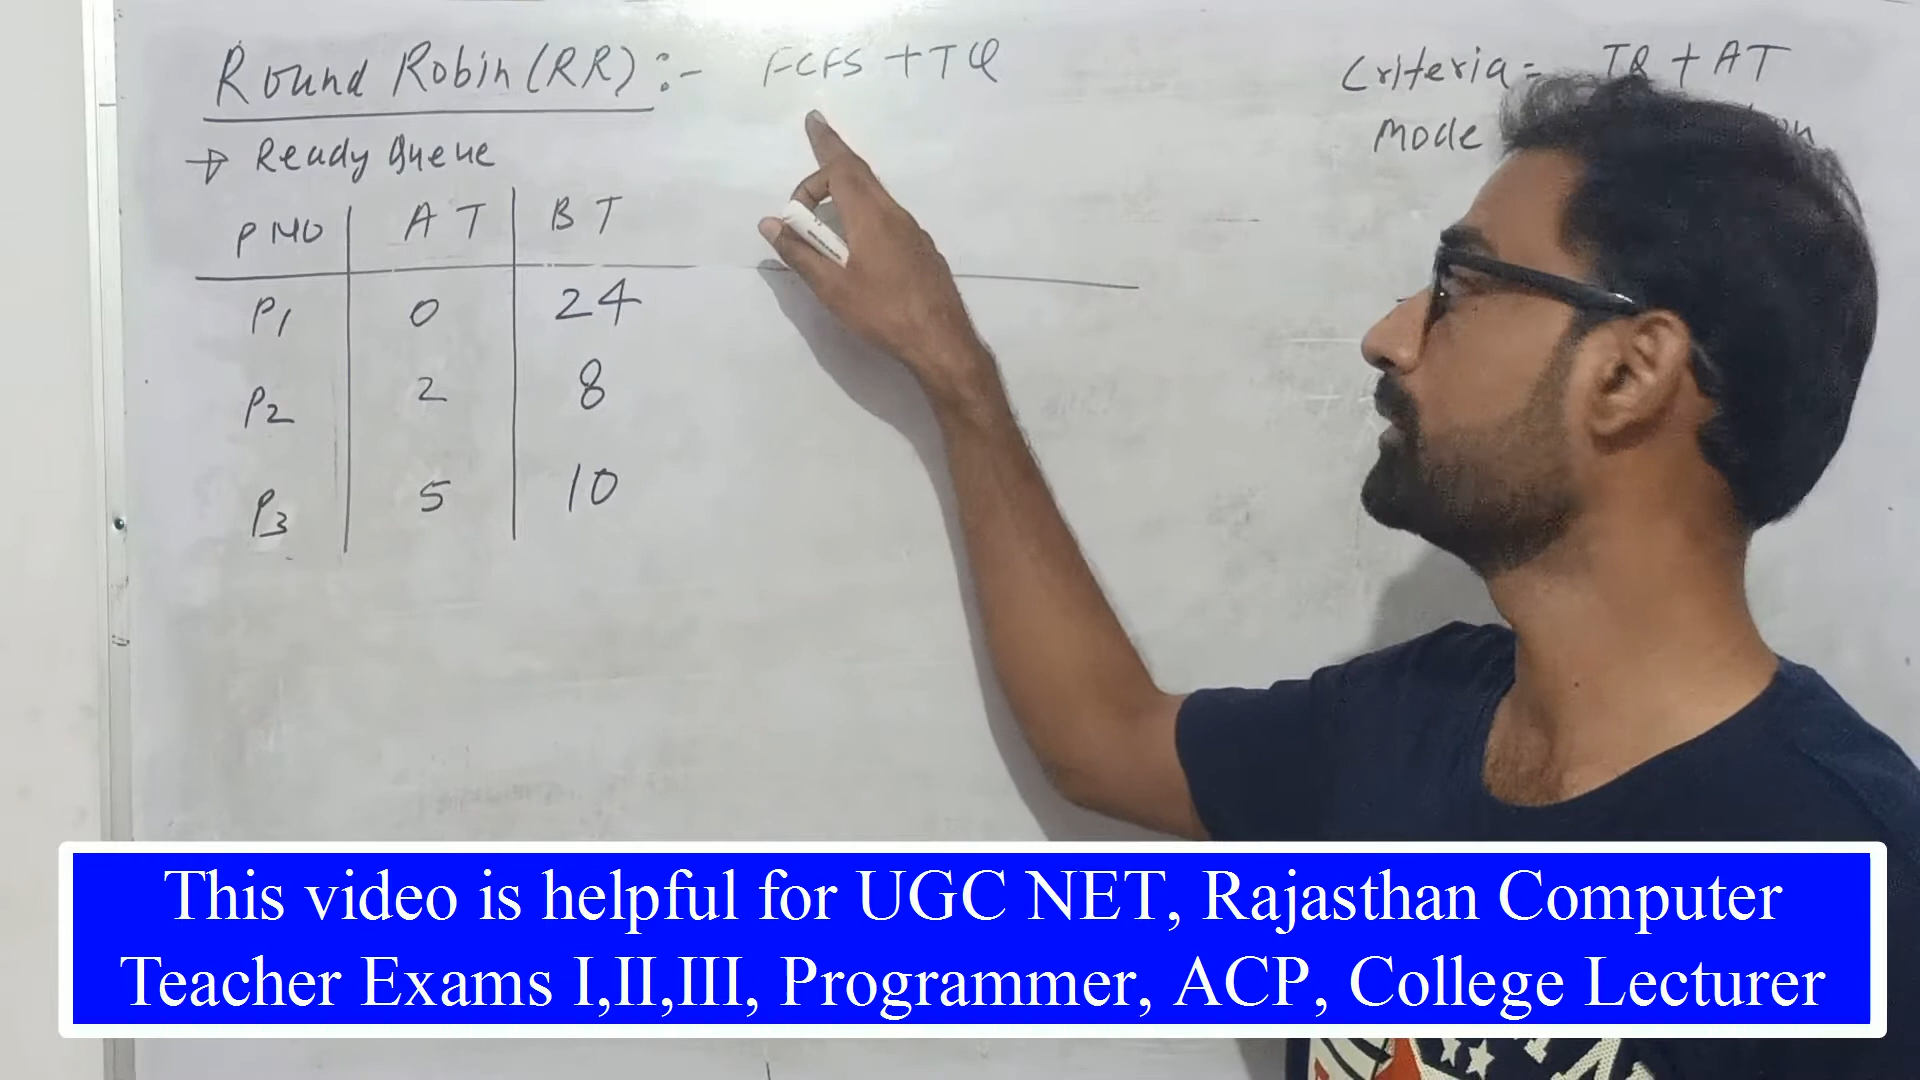 Round Robin (RR) :- FCFS + TQ
Criteria = TQ + AT
Mode
→ Ready Queue
PNO AT BT
P1 0 24
P2 2 8
P3 5 10
This video is helpful for UGC NET, Rajasthan Computer
Teacher Exams I,II,III, Programmer, ACP, College Lecturer